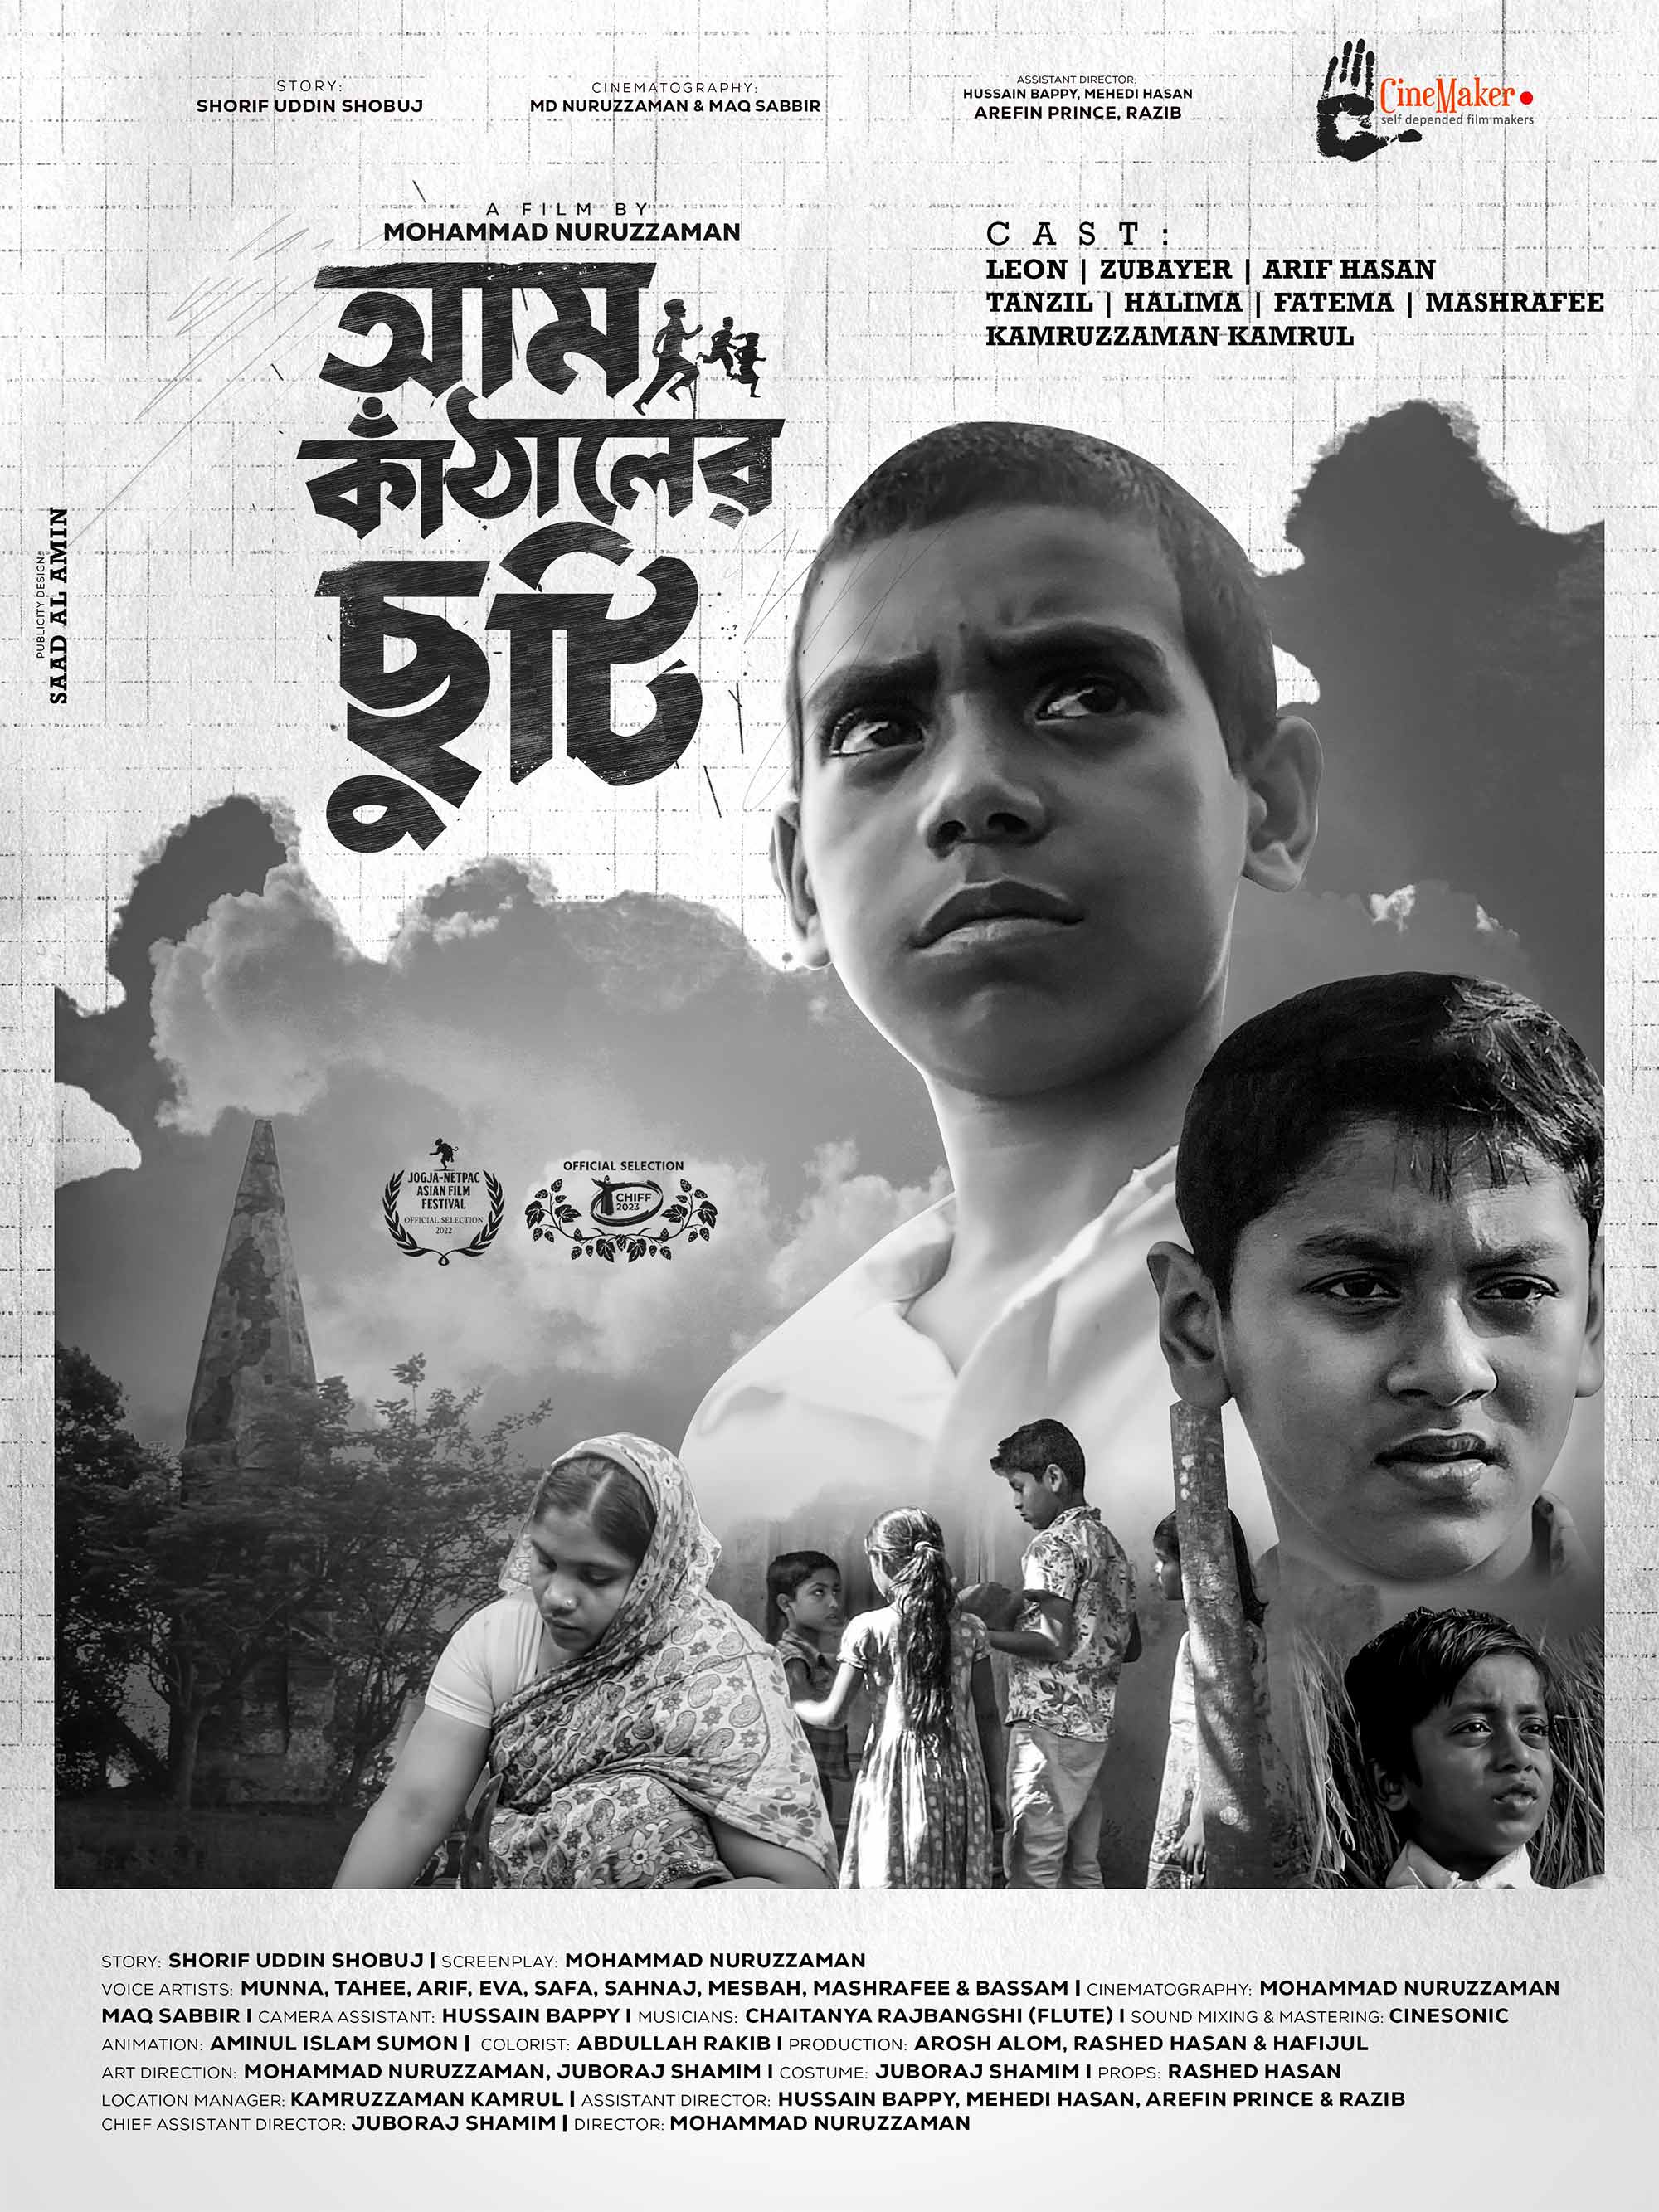 STORY:
SHORIF UDDIN SHOBUJ
CINEMATOGRAPHY:
MD NURUZZAMAN & MAQ SABBIR
ASSISTANT DIRECTOR:
HUSSAIN BAPPY, MEHEDI HASAN
AREFIN PRINCE, RAZIB
CineMaker
self depended film makers
A FILM BY
MOHAMMAD NURUZZAMAN
আম
কাঁঠালের
ছুটি
CAST:
LEON | ZUBAYER | ARIF HASAN
TANZIL | HALIMA | FATEMA | MASHRAFEE
KAMRUZZAMAN KAMRUL
PUBLICITY DESIGN:
SAAD AL AMIN
JOGJA-NETPAC
ASIAN FILM
FESTIVAL
OFFICIAL SELECTION
2022
OFFICIAL SELECTION
CHIFF
2023
STORY: SHORIF UDDIN SHOBUJ | SCREENPLAY: MOHAMMAD NURUZZAMAN
VOICE ARTISTS: MUNNA, TAHEE, ARIF, EVA, SAFA, SAHNAJ, MESBAH, MASHRAFEE & BASSAM | CINEMATOGRAPHY: MOHAMMAD NURUZZAMAN
MAQ SABBIR | CAMERA ASSISTANT: HUSSAIN BAPPY | MUSICIANS: CHAITANYA RAJBANGSHI (FLUTE) | SOUND MIXING & MASTERING: CINESONIC
ANIMATION: AMINUL ISLAM SUMON | COLORIST: ABDULLAH RAKIB | PRODUCTION: AROSH ALOM, RASHED HASAN & HAFIJUL
ART DIRECTION: MOHAMMAD NURUZZAMAN, JUBORAJ SHAMIM | COSTUME: JUBORAJ SHAMIM | PROPS: RASHED HASAN
LOCATION MANAGER: KAMRUZZAMAN KAMRUL | ASSISTANT DIRECTOR: HUSSAIN BAPPY, MEHEDI HASAN, AREFIN PRINCE & RAZIB
CHIEF ASSISTANT DIRECTOR: JUBORAJ SHAMIM | DIRECTOR: MOHAMMAD NURUZZAMAN